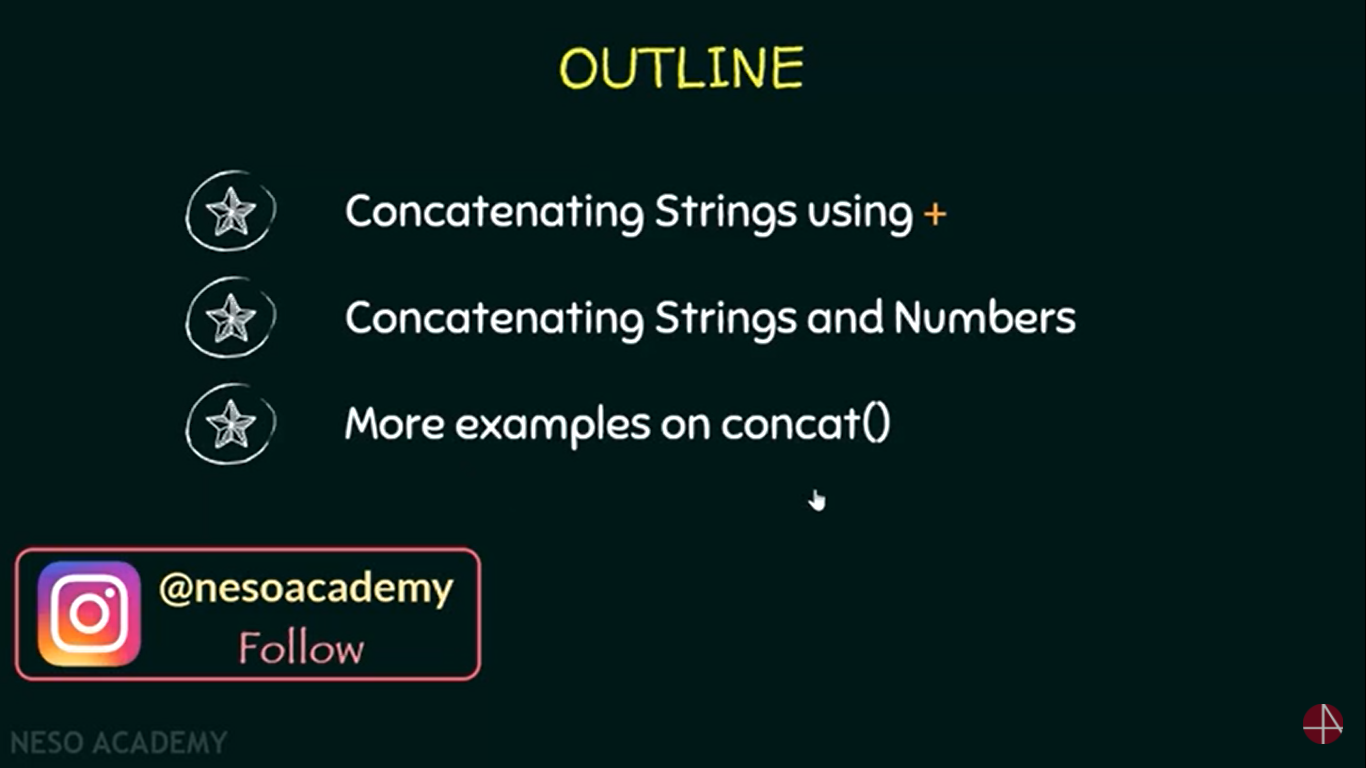 OUTLINE
Concatenating Strings using +
Concatenating Strings and Numbers
More examples on concat()
@nesoacademy
Follow
NESO ACADEMY